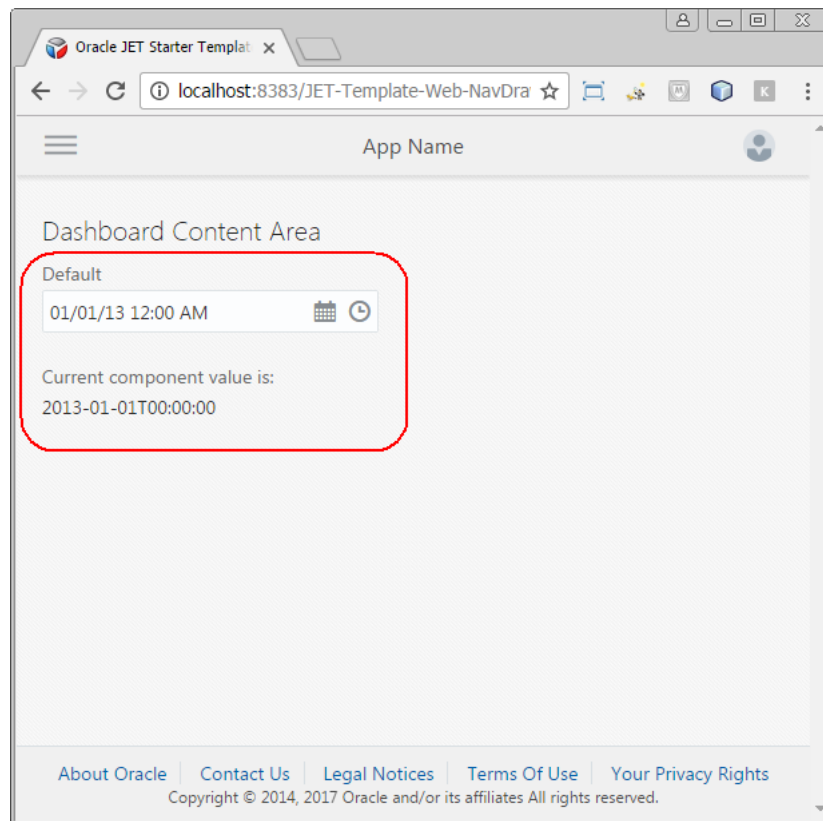 Oracle JET Starter Templat
localhost:8383/JET-Template-Web-NavDra
K
App Name
Dashboard Content Area
Default
01/01/13 12:00 AM
Current component value is:
2013-01-01T00:00:00
About Oracle Contact Us Legal Notices Terms Of Use Your Privacy Rights
Copyright © 2014, 2017 Oracle and/or its affiliates All rights reserved.